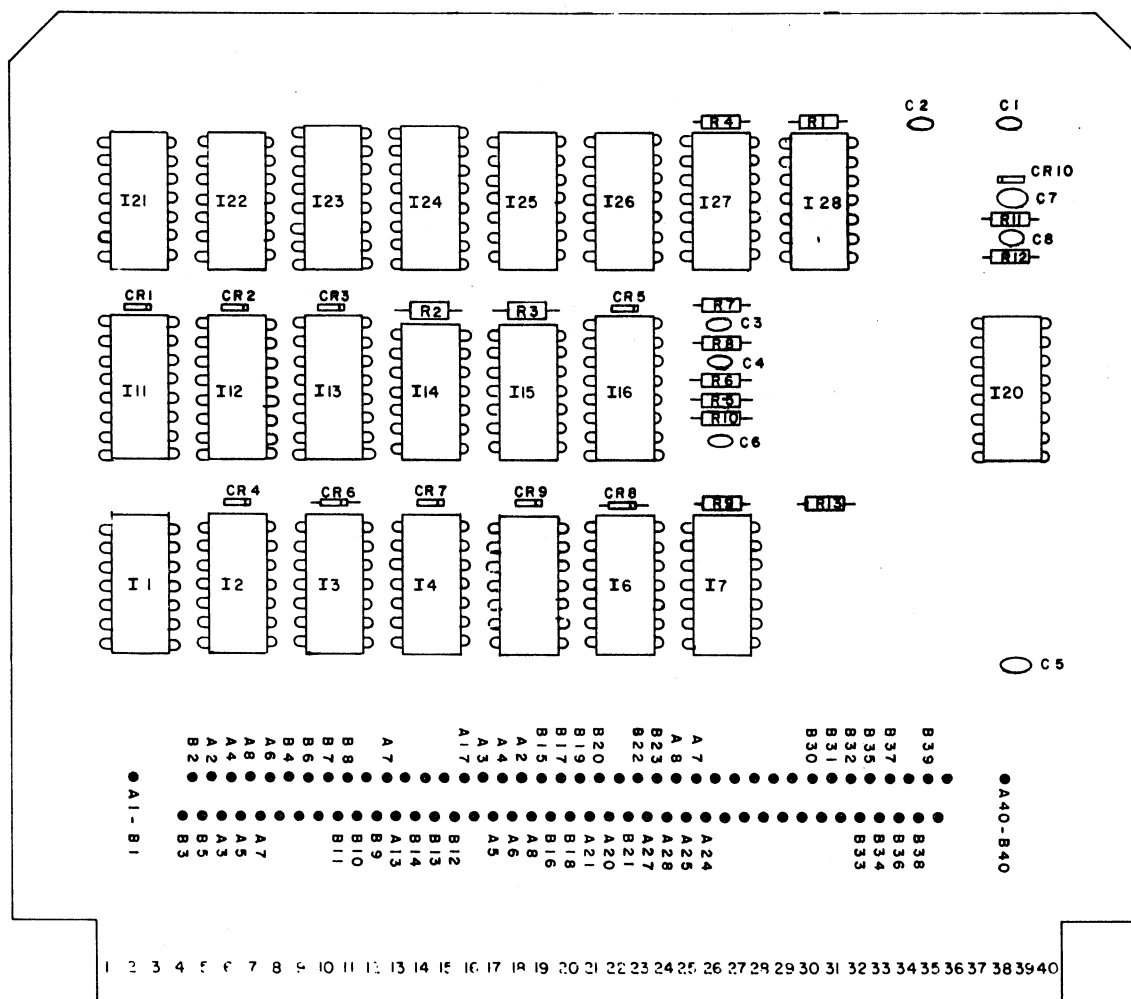 C2 C1
R4 R1
CR10
C7
I21 I22 I23 I24 I25 I26 I27 I28
R11
C8
R12
CR1 CR2 CR3 R2 R3 CR5 R7
C3
R8
C4
I11 I12 I13 I14 I15 I16 R6 I20
R5
R10
C6
CR4 CR6 CR7 CR9 CR8 R9 R13
I1 I2 I3 I4 I6 I7
C5
B2 A2 A4 A8 A6 B4 B6 B7 B8 A7 A17 A3 A4 A2 B15 B17 B19 B20 B22 B23 A8 A7 B30 B31 B32 B35 B37 B39
A1-B1 A40-B40
B3 B5 A3 A5 A7 B11 B10 B9 A13 B14 B13 B12 A5 A6 A8 B16 B18 A21 A20 B21 A27 A28 A25 A24 B33 B34 B36 B38
1 2 3 4 5 6 7 8 9 10 11 12 13 14 15 16 17 18 19 20 21 22 23 24 25 26 27 28 29 30 31 32 33 34 35 36 37 38 39 40